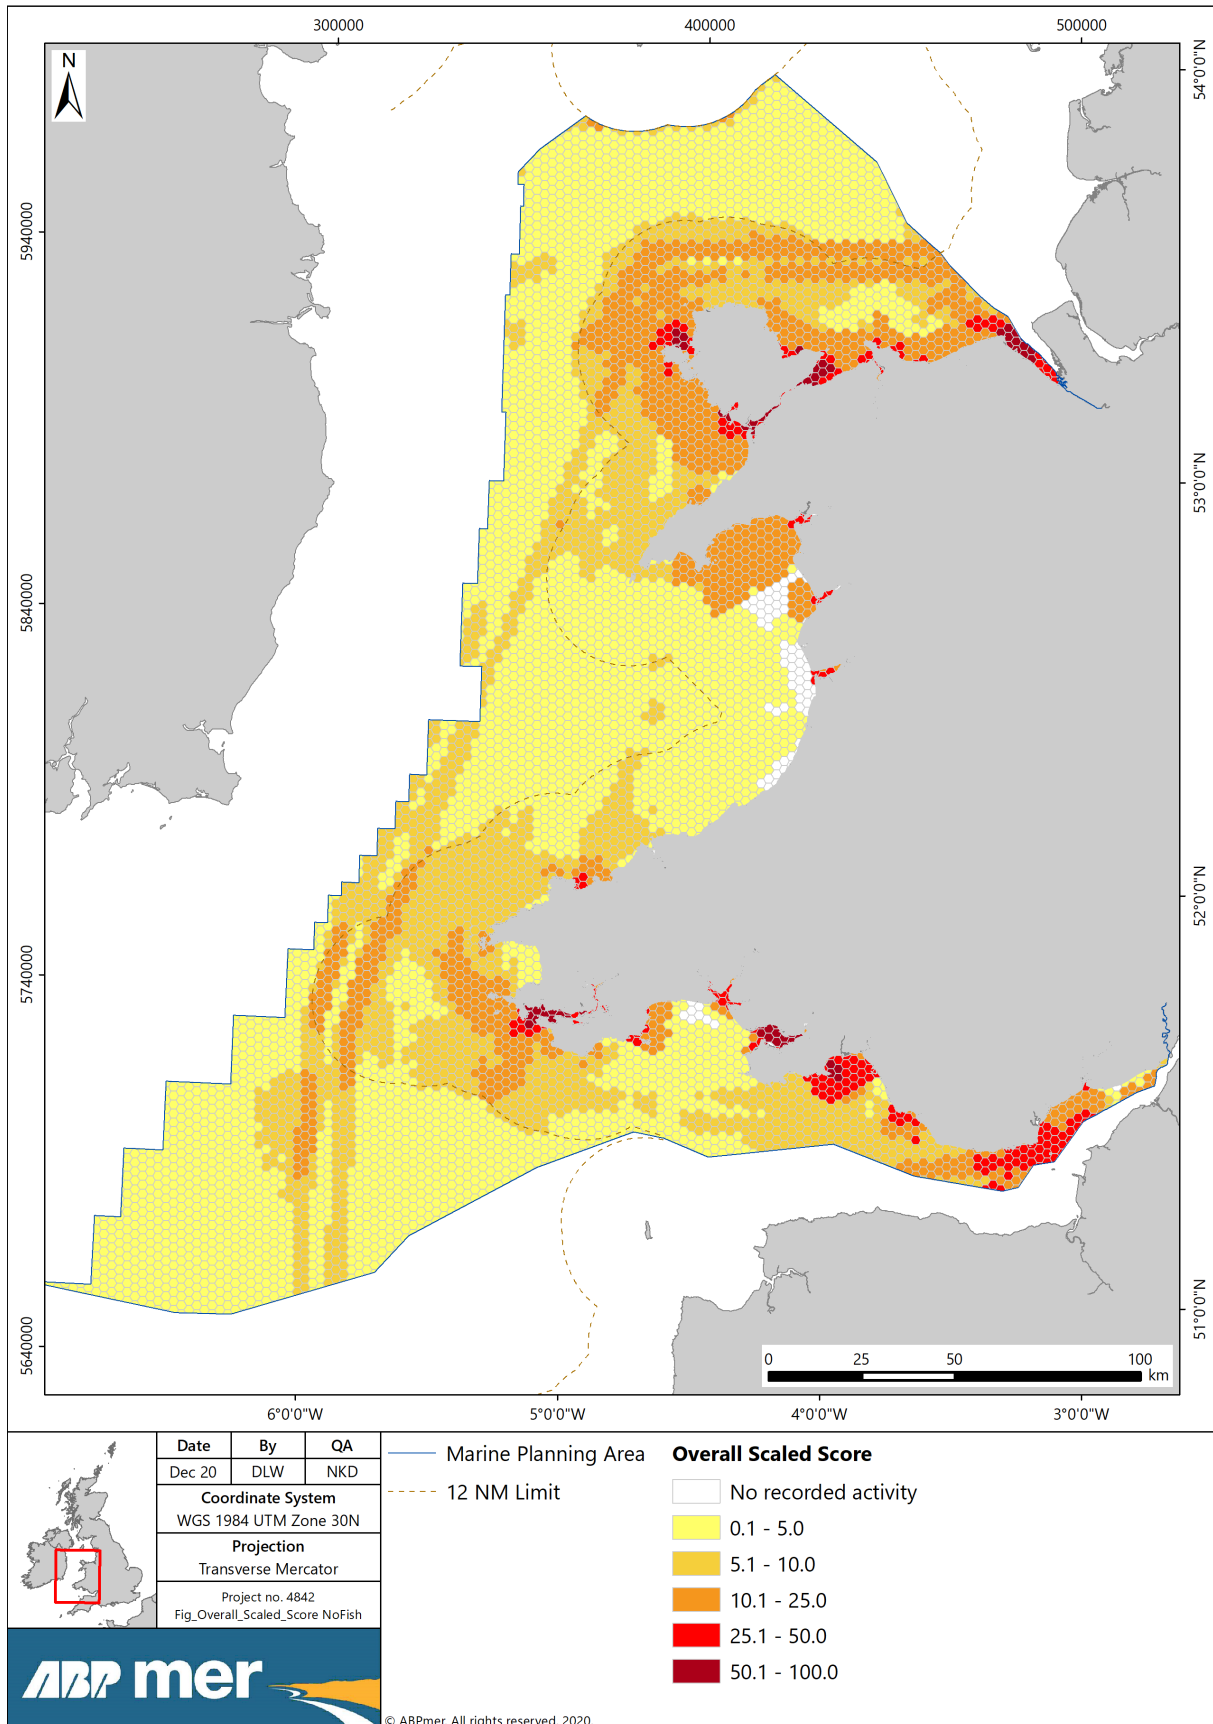 300000
400000
500000
N
54°0'0"N
5940000
53°0'0"N
5840000
52°0'0"N
5740000
51°0'0"N
5640000
0 25 50 100
km
6°0'0"W
5°0'0"W
4°0'0"W
3°0'0"W
Date By QA
Dec 20 DLW NKD
Coordinate System
WGS 1984 UTM Zone 30N
Projection
Transverse Mercator
Project no. 4842
Fig_Overall_Scaled_Score NoFish
ABPmer
Marine Planning Area
12 NM Limit
Overall Scaled Score
No recorded activity
0.1 - 5.0
5.1 - 10.0
10.1 - 25.0
25.1 - 50.0
50.1 - 100.0
© ABPmer, All rights reserved, 2020